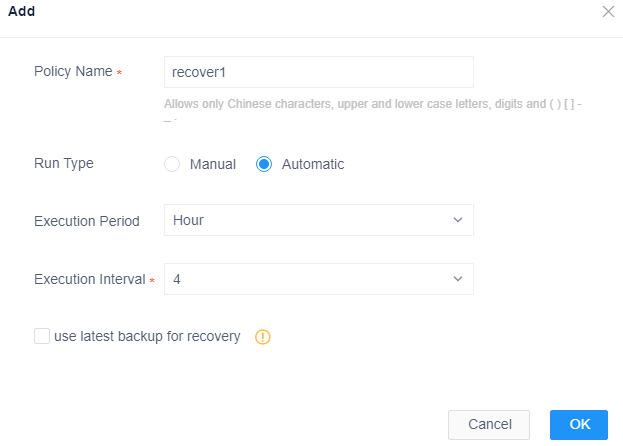 Add
Policy Name *
recover1
Allows only Chinese characters, upper and lower case letters, digits and ( ) [ ] -
_ .
Run Type
Manual
Automatic
Execution Period
Hour
Execution Interval *
4
use latest backup for recovery
Cancel
OK